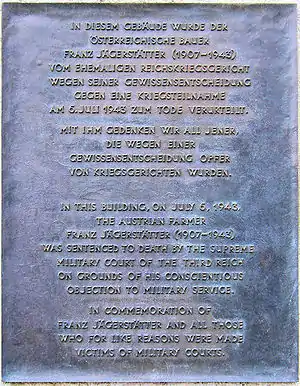 IN DIESEM GEBÄUDE WURDE DER
ÖSTERREICHISCHE BAUER
FRANZ JÄGERSTÄTTER (1907–1943)
VOM EHEMALIGEN REICHSKRIEGSGERICHT
WEGEN SEINER GEWISSENSENTSCHEIDUNG
GEGEN EINE KRIEGSTEILNAHME
AM 6. JULI 1943 ZUM TODE VERURTEILT.
MIT IHM GEDENKEN WIR ALL JENER,
DIE WEGEN EINER
GEWISSENSENTSCHEIDUNG OPFER
VON KRIEGSGERICHTEN WURDEN.
IN THIS BUILDING, ON JULY 6, 1943,
THE AUSTRIAN FARMER
FRANZ JÄGERSTÄTTER (1907–1943)
WAS SENTENCED TO DEATH BY THE SUPREME
MILITARY COURT OF THE THIRD REICH
ON GROUNDS OF HIS CONSCIENTIOUS
OBJECTION TO MILITARY SERVICE.
IN COMMEMORATION OF
FRANZ JÄGERSTÄTTER AND ALL THOSE
WHO FOR LIKE REASONS WERE MADE
VICTIMS OF MILITARY COURTS.